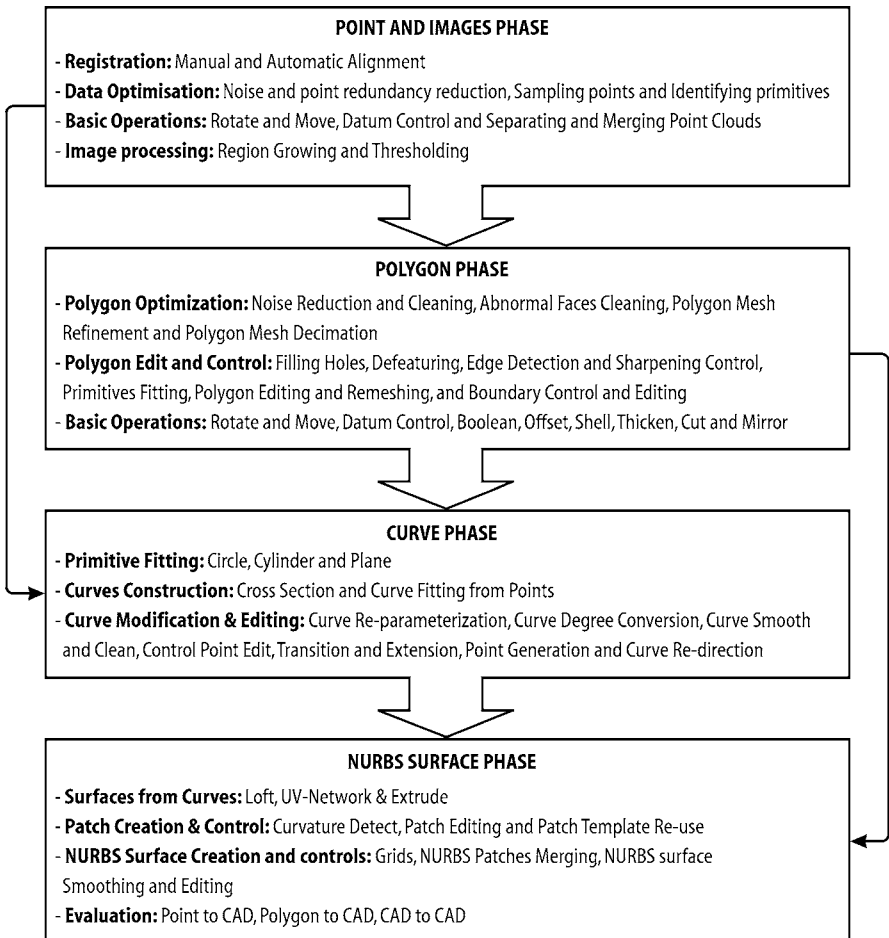 POINT AND IMAGES PHASE
- Registration: Manual and Automatic Alignment
- Data Optimisation: Noise and point redundancy reduction, Sampling points and Identifying primitives
- Basic Operations: Rotate and Move, Datum Control and Separating and Merging Point Clouds
- Image processing: Region Growing and Thresholding
POLYGON PHASE
- Polygon Optimization: Noise Reduction and Cleaning, Abnormal Faces Cleaning, Polygon Mesh
Refinement and Polygon Mesh Decimation
- Polygon Edit and Control: Filling Holes, Defeaturing, Edge Detection and Sharpening Control,
Primitives Fitting, Polygon Editing and Remeshing, and Boundary Control and Editing
- Basic Operations: Rotate and Move, Datum Control, Boolean, Offset, Shell, Thicken, Cut and Mirror
CURVE PHASE
- Primitive Fitting: Circle, Cylinder and Plane
- Curves Construction: Cross Section and Curve Fitting from Points
- Curve Modification & Editing: Curve Re-parameterization, Curve Degree Conversion, Curve Smooth
and Clean, Control Point Edit, Transition and Extension, Point Generation and Curve Re-direction
NURBS SURFACE PHASE
- Surfaces from Curves: Loft, UV-Network & Extrude
- Patch Creation & Control: Curvature Detect, Patch Editing and Patch Template Re-use
- NURBS Surface Creation and controls: Grids, NURBS Patches Merging, NURBS surface
Smoothing and Editing
- Evaluation: Point to CAD, Polygon to CAD, CAD to CAD